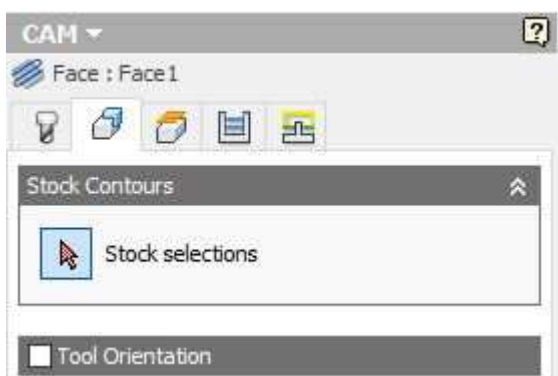 CAM
Face : Face1
Stock Contours
Stock selections
Tool Orientation